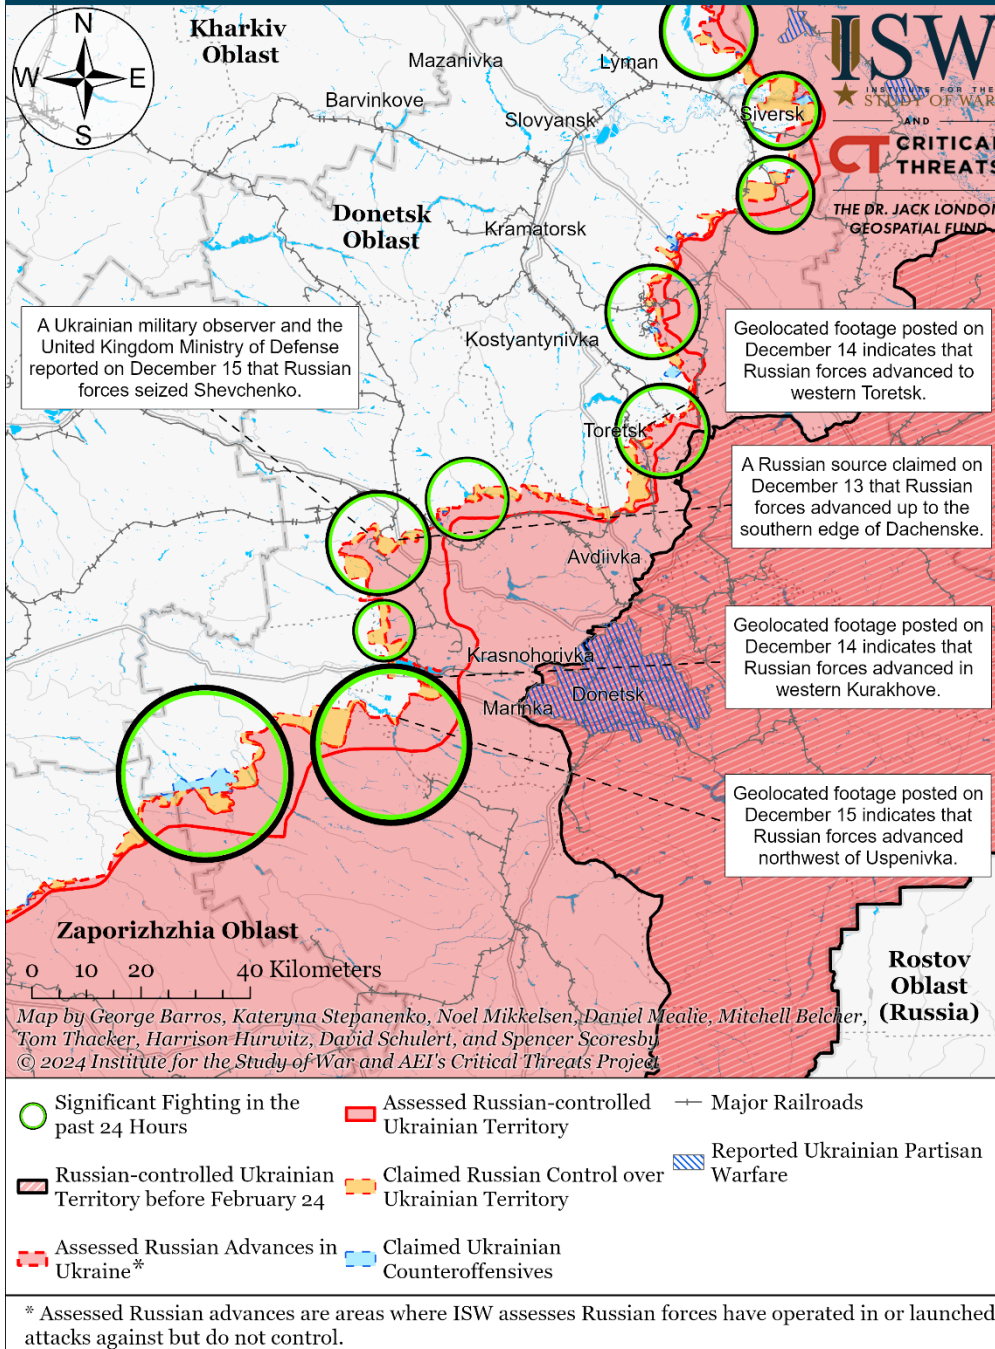 N
W
E
S
Kharkiv
Oblast
Mazanivka
Lyman
Barvinkove
Slovyansk
Siversk
ISW
INSTITUTE FOR THE
STUDY OF WAR
AND
CT CRITICAL
THREATS
THE DR. JACK LONDON
GEOSPATIAL FUND
Donetsk
Oblast
Kramatorsk
Kostyantynivka
A Ukrainian military observer and the
United Kingdom Ministry of Defense
reported on December 15 that Russian
forces seized Shevchenko.
Geolocated footage posted on
December 14 indicates that
Russian forces advanced to
western Toretsk.
Toretsk
A Russian source claimed on
December 13 that Russian
forces advanced up to the
southern edge of Dachenske.
Avdiivka
Geolocated footage posted on
December 14 indicates that
Russian forces advanced in
western Kurakhove.
Krasnohorivka
Donetsk
Marinka
Geolocated footage posted on
December 15 indicates that
Russian forces advanced
northwest of Uspenivka.
Zaporizhzhia Oblast
Rostov
Oblast
(Russia)
0 10 20 40 Kilometers
Map by George Barros, Kateryna Stepanenko, Noel Mikkelsen, Daniel Mealie, Mitchell Belcher,
Tom Thacker, Harrison Hurwitz, David Schulert, and Spencer Scoresby
© 2024 Institute for the Study of War and AEI's Critical Threats Project
Significant Fighting in the
past 24 Hours
Russian-controlled Ukrainian
Territory before February 24
Assessed Russian Advances in
Ukraine*
Assessed Russian-controlled
Ukrainian Territory
Claimed Russian Control over
Ukrainian Territory
Claimed Ukrainian
Counteroffensives
Major Railroads
Reported Ukrainian Partisan
Warfare
* Assessed Russian advances are areas where ISW assesses Russian forces have operated in or launched
attacks against but do not control.